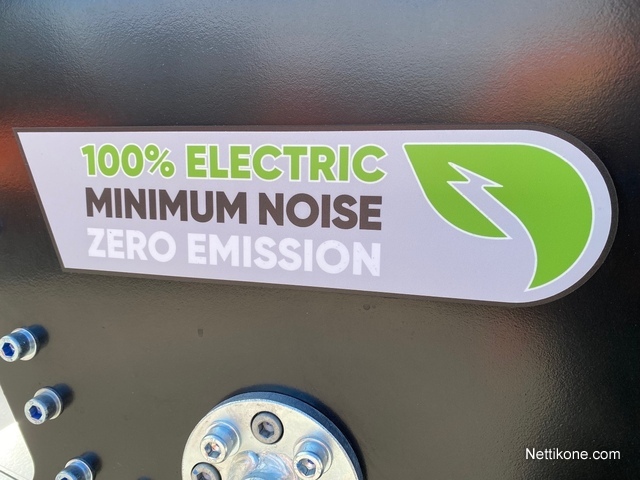 100% ELECTRIC
MINIMUM NOISE
ZERO EMISSION
Nettikone.com